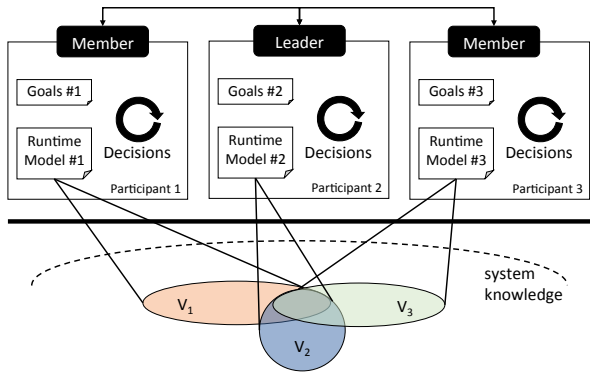 Member
Leader
Member
Goals #1
Runtime
Model #1
Decisions
Participant 1
Goals #2
Runtime
Model #2
Decisions
Participant 2
Goals #3
Runtime
Model #3
Decisions
Participant 3
system
knowledge
V1
V2
V3